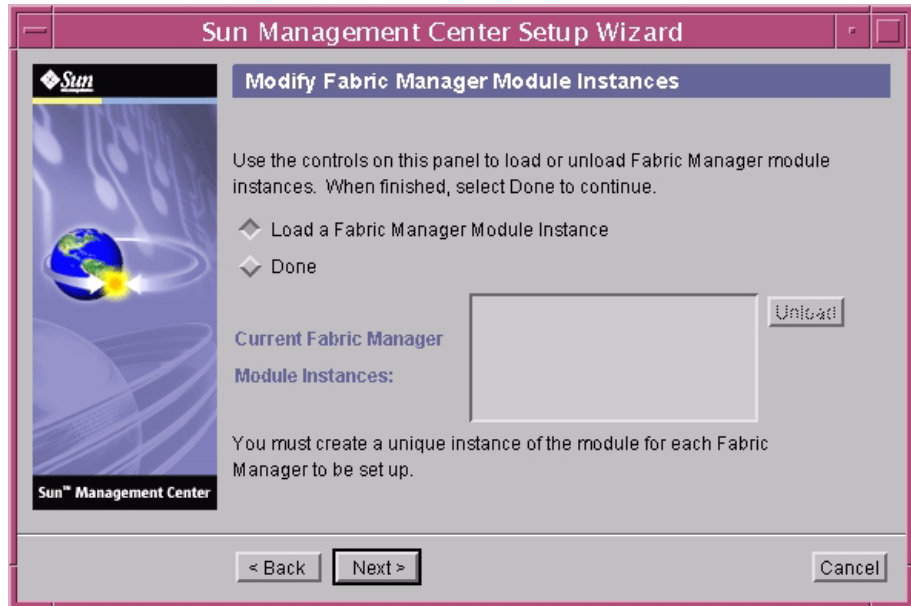 Sun Management Center Setup Wizard
Sun
Modify Fabric Manager Module Instances
Use the controls on this panel to load or unload Fabric Manager module
instances. When finished, select Done to continue.
Load a Fabric Manager Module Instance
Done
Current Fabric Manager
Module Instances:
Unload
You must create a unique instance of the module for each Fabric
Manager to be set up.
Sun™ Management Center
< Back
Next >
Cancel